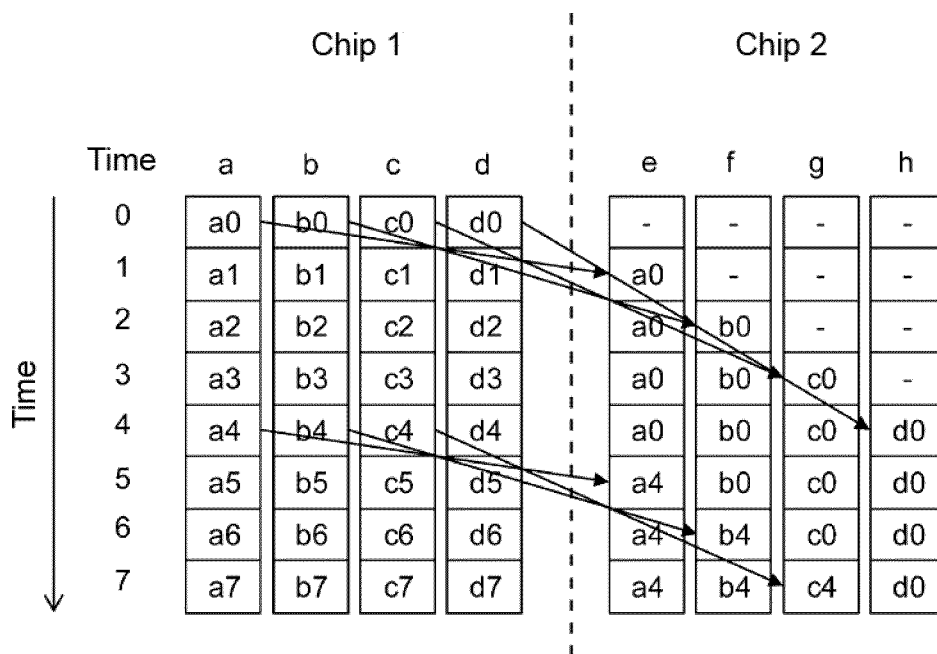 Chip 1 Chip 2
Time a b c d e f g h
0 a0 b0 c0 d0 - - - -
1 a1 b1 c1 d1 a0 - - -
2 a2 b2 c2 d2 a0 b0 - -
3 a3 b3 c3 d3 a0 b0 c0 -
4 a4 b4 c4 d4 a0 b0 c0 d0
5 a5 b5 c5 d5 a4 b0 c0 d0
6 a6 b6 c6 d6 a4 b4 c0 d0
7 a7 b7 c7 d7 a4 b4 c4 d0
Time